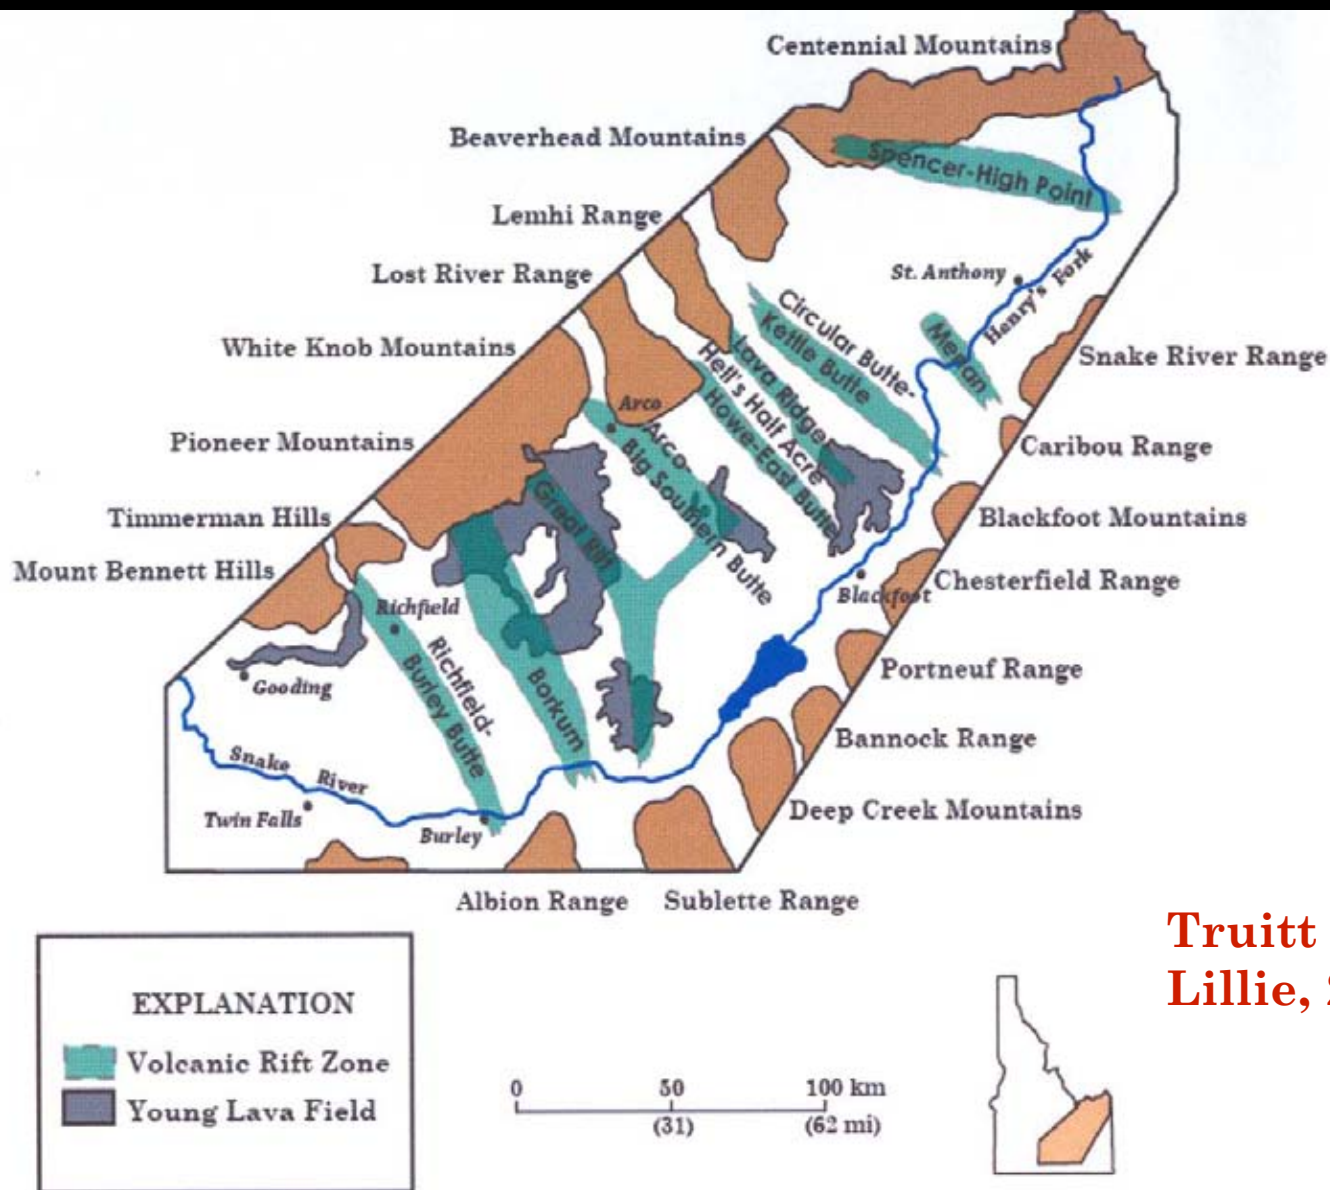 Centennial Mountains
Beaverhead Mountains
Spencer-High Point
Lemhi Range
Lost River Range
St. Anthony
Henry's Fork
White Knob Mountains
Circular Butte-
Kettle Butte
Menan
Snake River Range
Lava Ridge-
Hell's Half Acre
Howe-East Butte
Arco
Arco-
Big Southern Butte
Pioneer Mountains
Caribou Range
Great Rift
Timmerman Hills
Blackfoot Mountains
Mount Bennett Hills
Chesterfield Range
Blackfoot
Richfield
Richfield-
Burley Butte
Borkum
Portneuf Range
Gooding
Bannock Range
Snake River
Twin Falls
Burley
Deep Creek Mountains
Albion Range
Sublette Range
Truitt
Lillie,
EXPLANATION
Volcanic Rift Zone
Young Lava Field
0 50 100 km
(31) (62 mi)